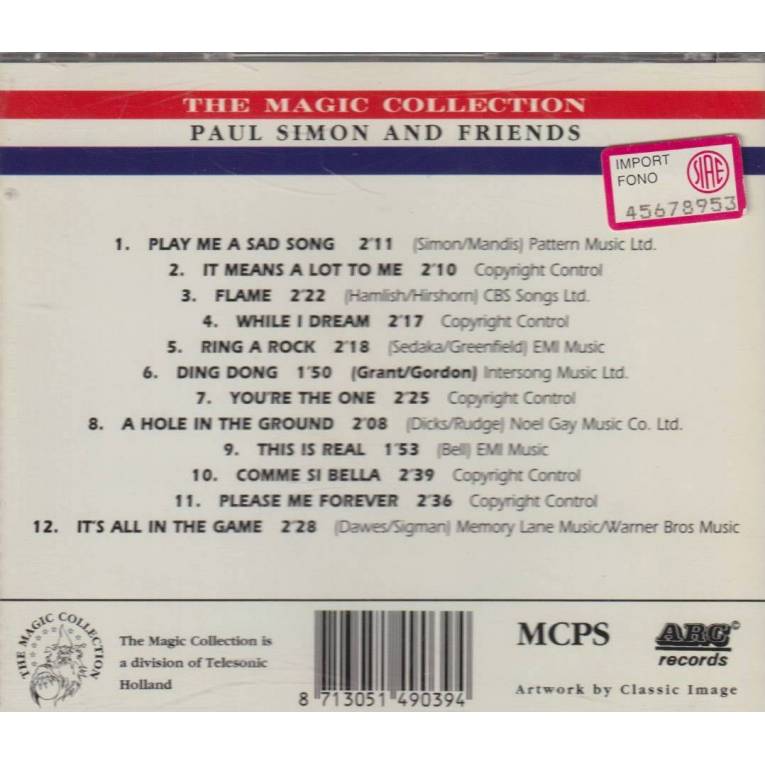 THE MAGIC COLLECTION
PAUL SIMON AND FRIENDS
IMPORT
FONO
SIAE
45678953
1. PLAY ME A SAD SONG 2'11 (Simon/Mandis) Pattern Music Ltd.
2. IT MEANS A LOT TO ME 2'10 Copyright Control
3. FLAME 2'22 (Hamlish/Hirshorn) CBS Songs Ltd.
4. WHILE I DREAM 2'17 Copyright Control
5. RING A ROCK 2'18 (Sedaka/Greenfield) EMI Music
6. DING DONG 1'50 (Grant/Gordon) Intersong Music Ltd.
7. YOU'RE THE ONE 2'25 Copyright Control
8. A HOLE IN THE GROUND 2'08 (Dicks/Rudge) Noel Gay Music Co. Ltd.
9. THIS IS REAL 1'53 (Bell) EMI Music
10. COMME SI BELLA 2'39 Copyright Control
11. PLEASE ME FOREVER 2'36 Copyright Control
12. IT'S ALL IN THE GAME 2'28 (Dawes/Sigman) Memory Lane Music/Warner Bros Music
THE MAGIC COLLECTION
The Magic Collection is
a division of Telesonic
Holland
8 713051 490394
MCPS
ARC©
records
Artwork by Classic Image